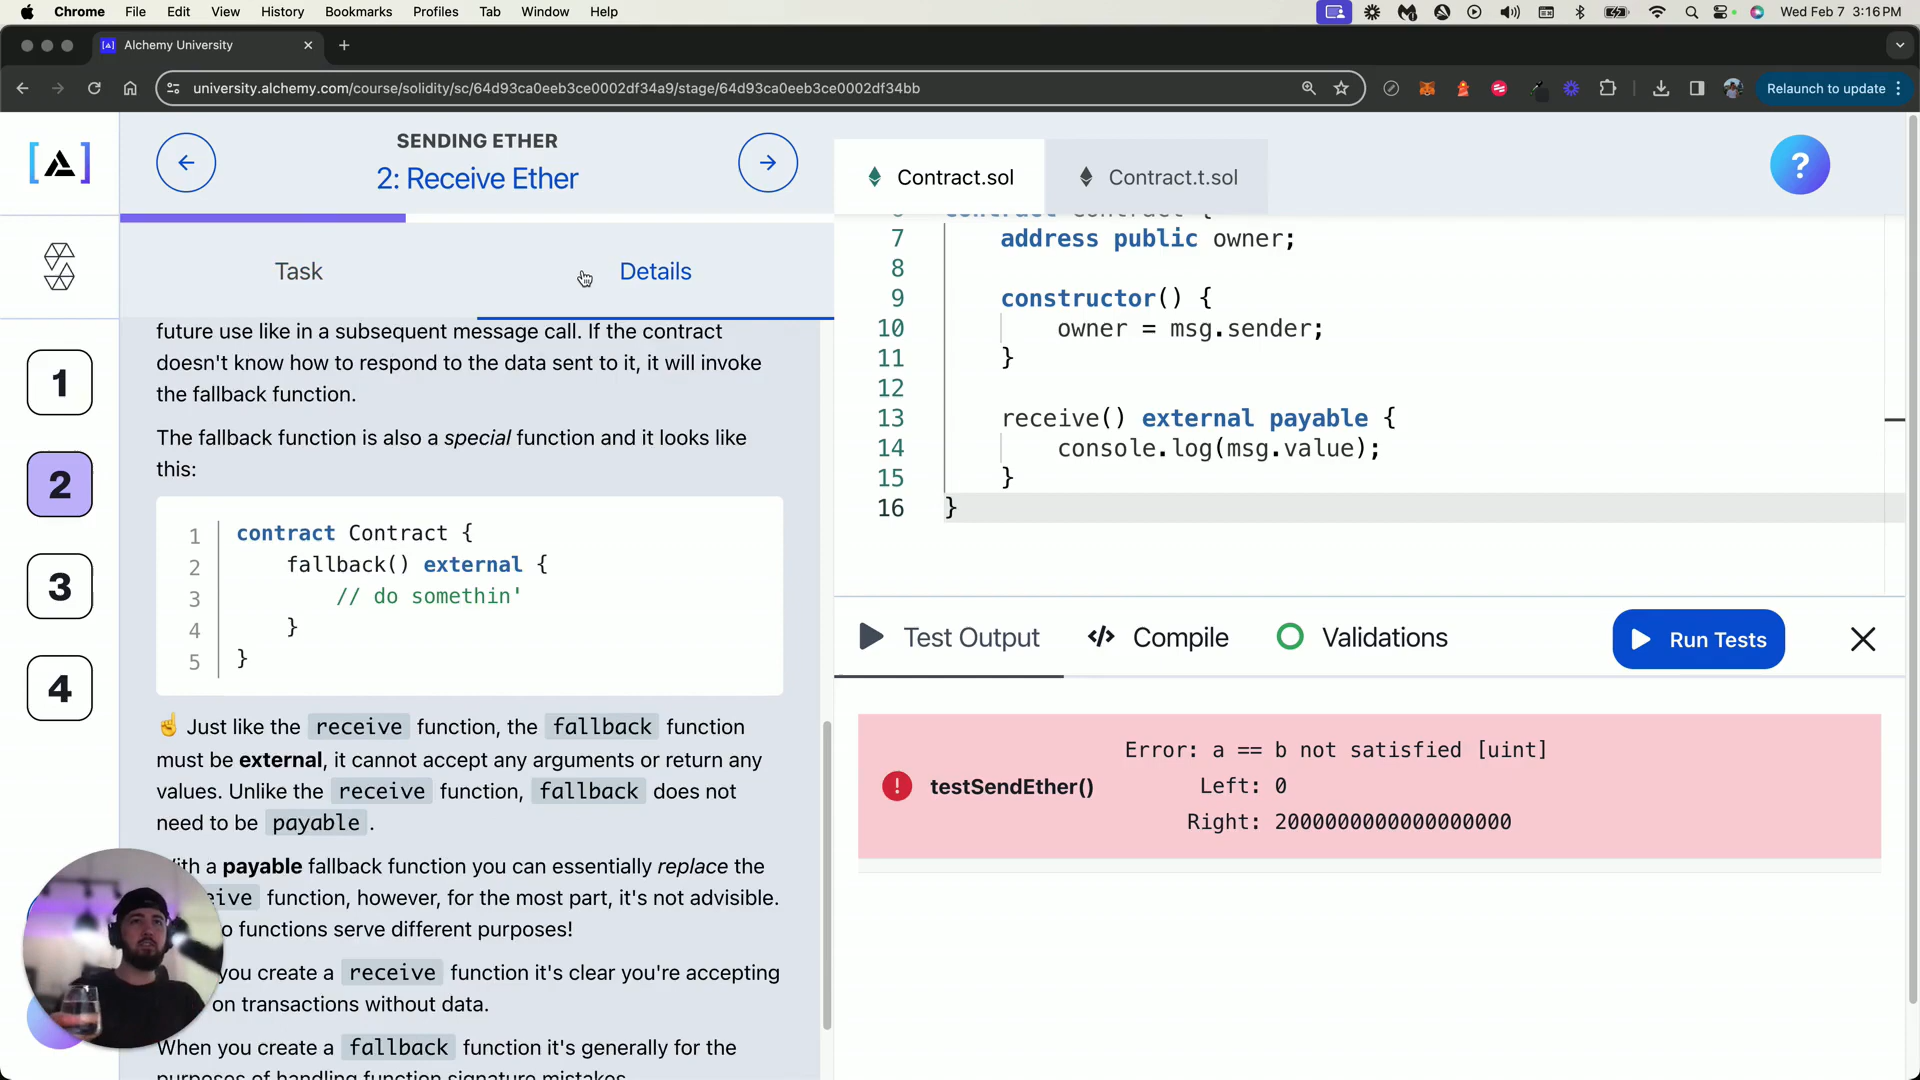 Chrome File Edit View History Bookmarks Profiles Tab Window Help
Wed Feb 7 3:16 PM
Alchemy University
university.alchemy.com/course/solidity/sc/64d93ca0eeb3ce0002df34a9/stage/64d93ca0eeb3ce0002df34bb
Relaunch to update
SENDING ETHER
2: Receive Ether
Task
Details
1
2
3
4
future use like in a subsequent message call. If the contract
doesn't know how to respond to the data sent to it, it will invoke
the fallback function.
The fallback function is also a special function and it looks like
this:
1 contract Contract {
2 fallback() external {
3 // do somethin'
4 }
5 }
☝️ Just like the receive function, the fallback function
must be external, it cannot accept any arguments or return any
values. Unlike the receive function, fallback does not
need to be payable .
a payable fallback function you can essentially replace the
function, however, for the most part, it's not advisible.
functions serve different purposes!
you create a receive function it's clear you're accepting
on transactions without data.
When you create a fallback function it's generally for the
purposes of handling function signature mistakes
Contract.sol
Contract.t.sol
?
contract Contract {
7 address public owner;
8
9 constructor() {
10 owner = msg.sender;
11 }
12
13 receive() external payable {
14 console.log(msg.value);
15 }
16 }
Test Output
Compile
Validations
Run Tests
testSendEther()
Error: a == b not satisfied [uint]
Left: 0
Right: 2000000000000000000